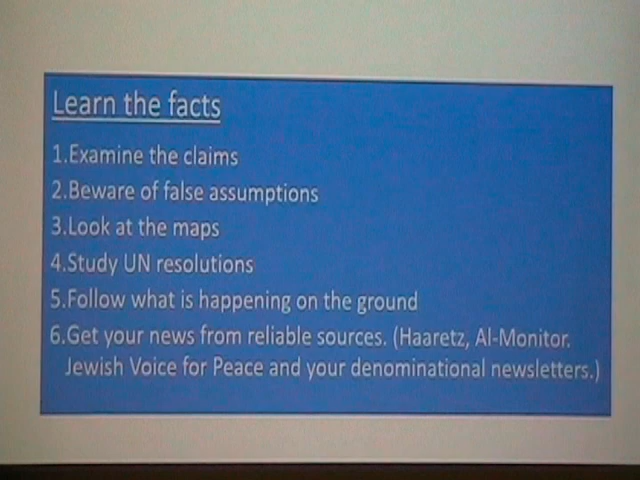 Learn the facts
1.Examine the claims
2.Beware of false assumptions
3.Look at the maps
4.Study UN resolutions
5.Follow what is happening on the ground
6.Get your news from reliable sources. (Haaretz, Al-Monitor.
Jewish Voice for Peace and your denominational newsletters.)